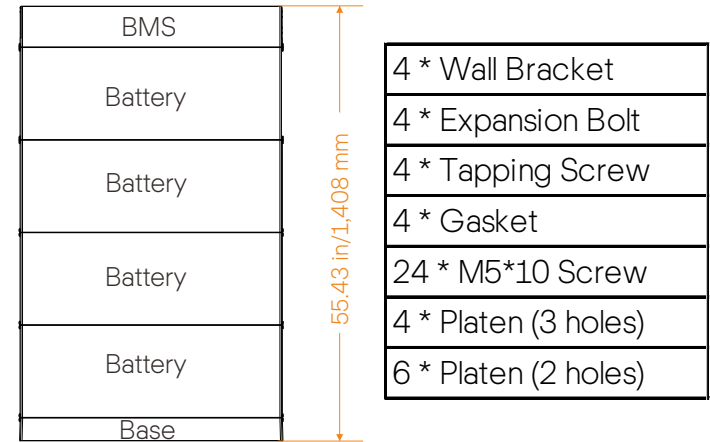 BMS
Battery
Battery
Battery
Battery
Base
55.43 in/1,408 mm
4 * Wall Bracket
4 * Expansion Bolt
4 * Tapping Screw
4 * Gasket
24 * M5*10 Screw
4 * Platen (3 holes)
6 * Platen (2 holes)